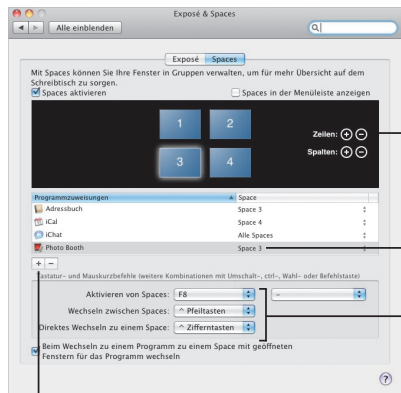 Exposé & Spaces
Alle einblenden
Exposé Spaces
Mit Spaces können Sie Ihre Fenster in Gruppen verwalten, um für mehr Übersicht auf dem
Schreibtisch zu sorgen.
Spaces aktivieren Spaces in der Menüleiste anzeigen
1 2
Zeilen:
Spalten:
3 4
Programmzuweisungen Space
Adressbuch Space 3
iCal Space 4
iChat Alle Spaces
Photo Booth Space 3
+ −
Tastatur- und Mauskurzbefehle (weitere Kombinationen mit Umschalt-, ctrl-, Wahl- oder Befehlstaste)
Aktivieren von Spaces: F8 –
Wechseln zwischen Spaces: ^ Pfeiltasten
Direktes Wechseln zu einem Space: ^ Zifferntasten
Beim Wechseln zu einem Programm zu einem Space mit geöffneten
Fenstern für das Programm wechseln
?